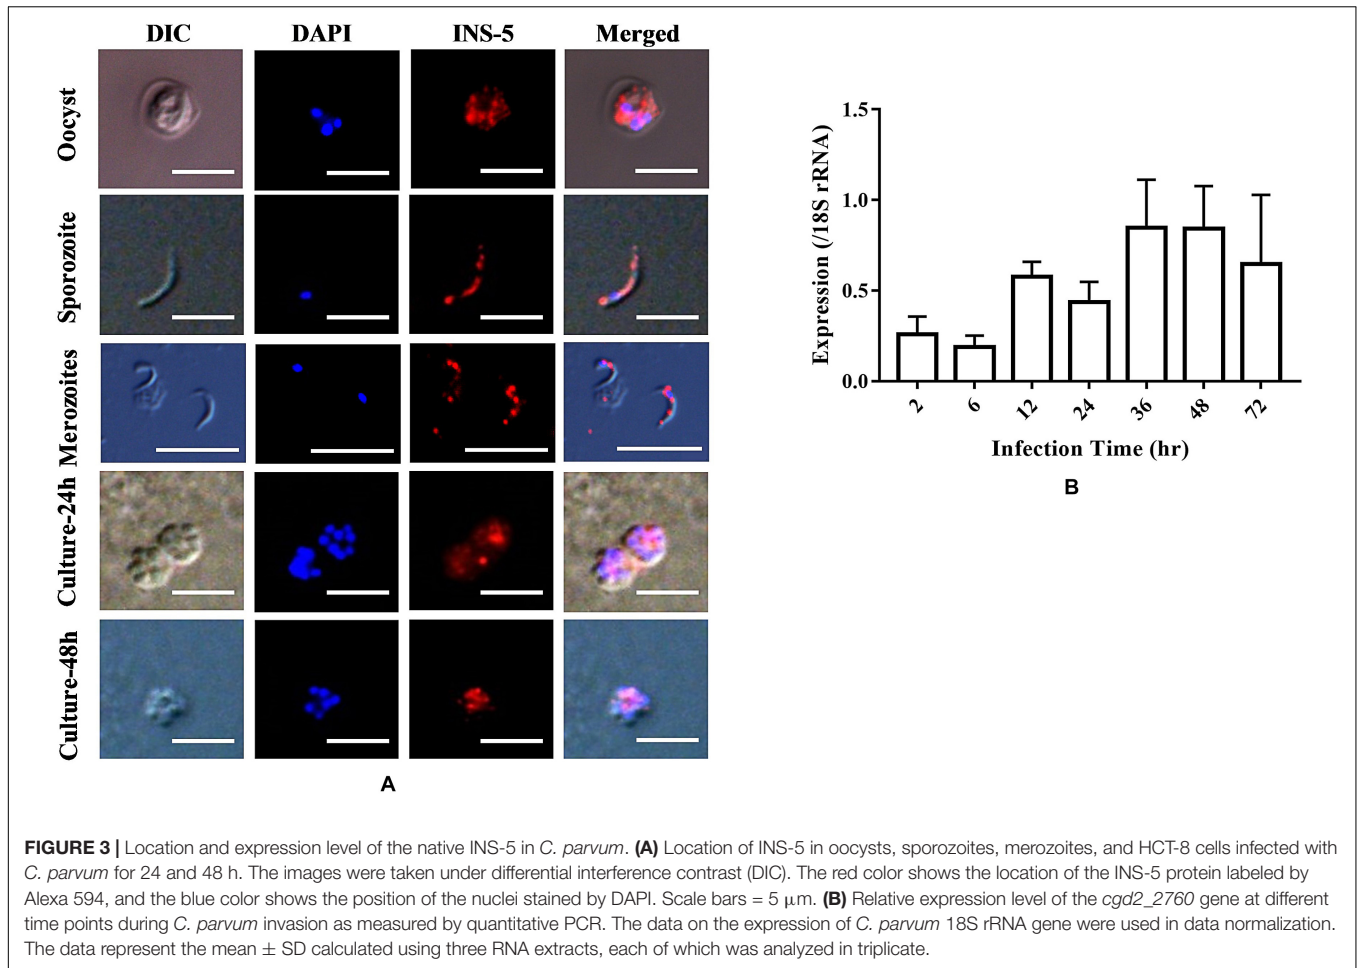 DIC DAPI INS-5 Merged
Oocyst
Sporozoite
Merozoites
Culture-24h
Culture-48h
A
Expression (/18S rRNA)
1.5
1.0
0.5
0.0
2 6 12 24 36 48 72
Infection Time (hr)
B
FIGURE 3 | Location and expression level of the native INS-5 in C. parvum. (A) Location of INS-5 in oocysts, sporozoites, merozoites, and HCT-8 cells infected with
C. parvum for 24 and 48 h. The images were taken under differential interference contrast (DIC). The red color shows the location of the INS-5 protein labeled by
Alexa 594, and the blue color shows the position of the nuclei stained by DAPI. Scale bars = 5 μm. (B) Relative expression level of the cgd2_2760 gene at different
time points during C. parvum invasion as measured by quantitative PCR. The data on the expression of C. parvum 18S rRNA gene were used in data normalization.
The data represent the mean ± SD calculated using three RNA extracts, each of which was analyzed in triplicate.